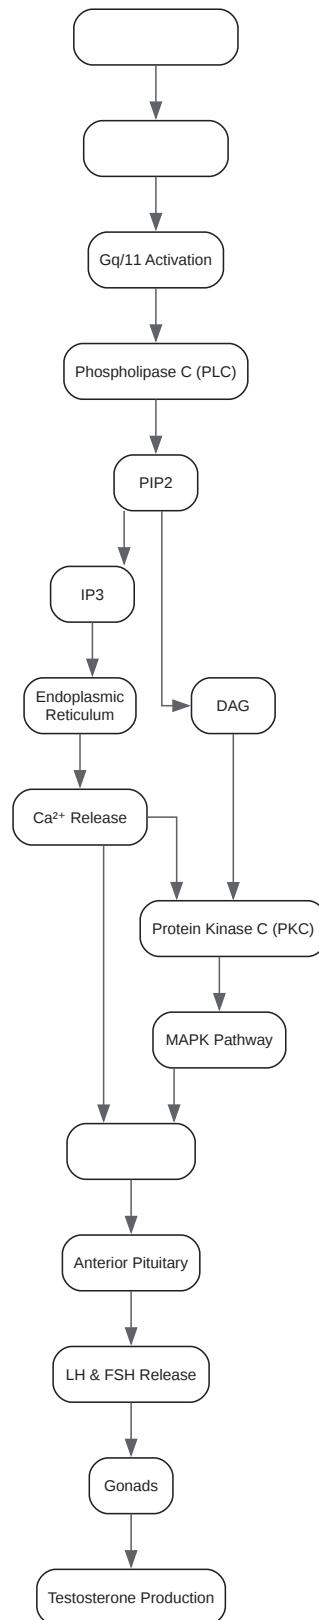 Gq/11 Activation
Phospholipase C (PLC)
PIP2
IP3
Endoplasmic
Reticulum
DAG
Ca²⁺ Release
Protein Kinase C (PKC)
MAPK Pathway
Anterior Pituitary
LH & FSH Release
Gonads
Testosterone Production